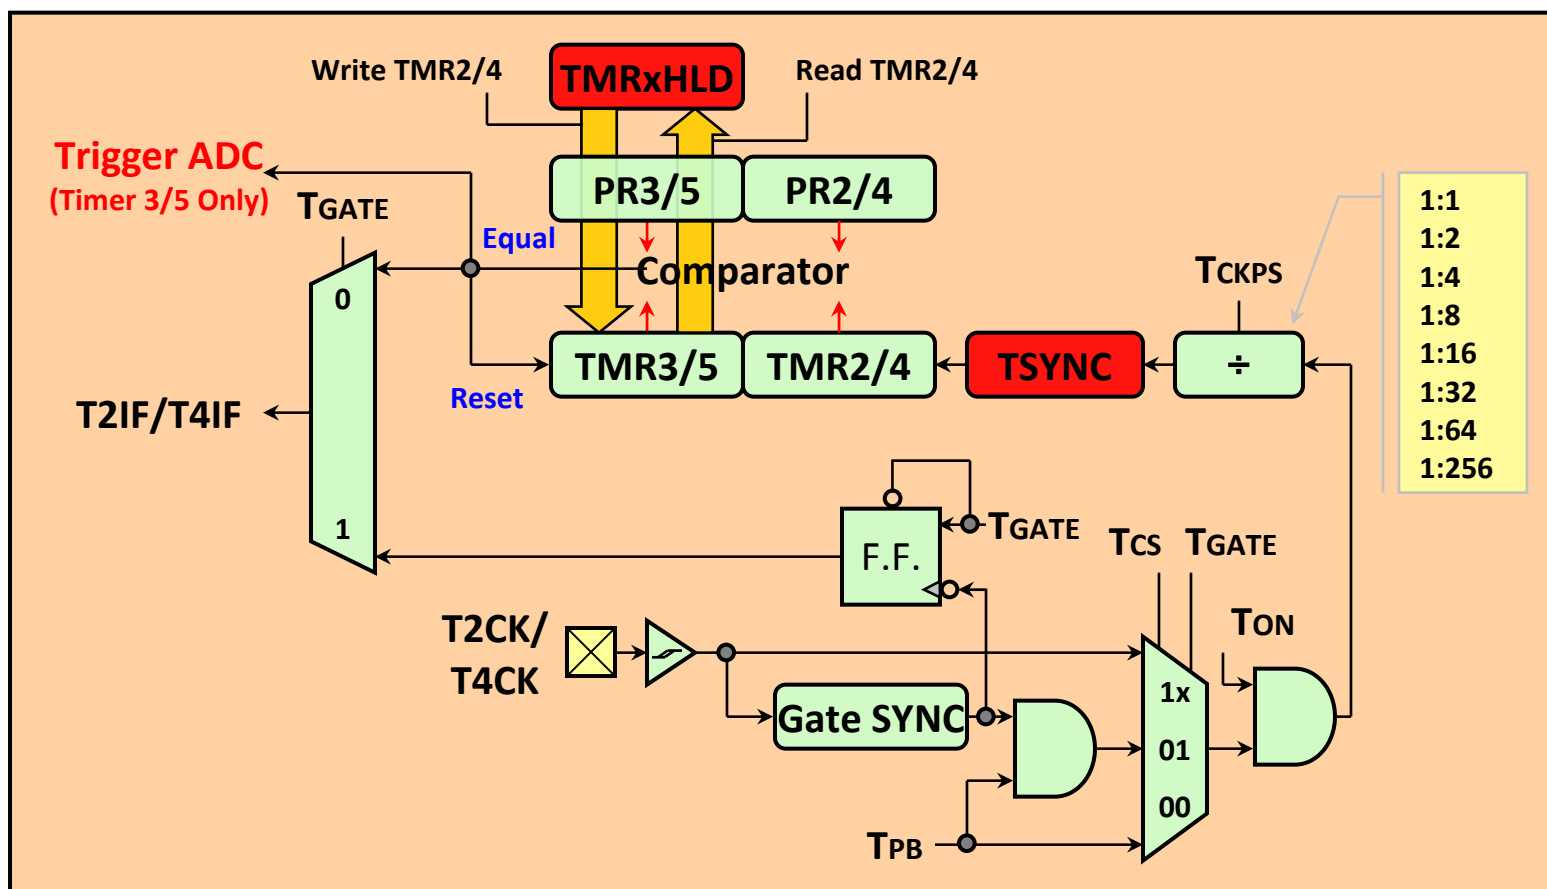 Write TMR2/4
TMRxHLD
Read TMR2/4
Trigger ADC
(Timer 3/5 Only)
TGATE
PR3/5
PR2/4
Equal
Comparator
TCKPS
1:1
1:2
1:4
1:8
1:16
1:32
1:64
1:256
0
TMR3/5
TMR2/4
TSYNC
÷
Reset
T2IF/T4IF
1
F.F.
TGATE
TCS
TGATE
T2CK/
T4CK
TON
Gate SYNC
1x
01
00
TPB